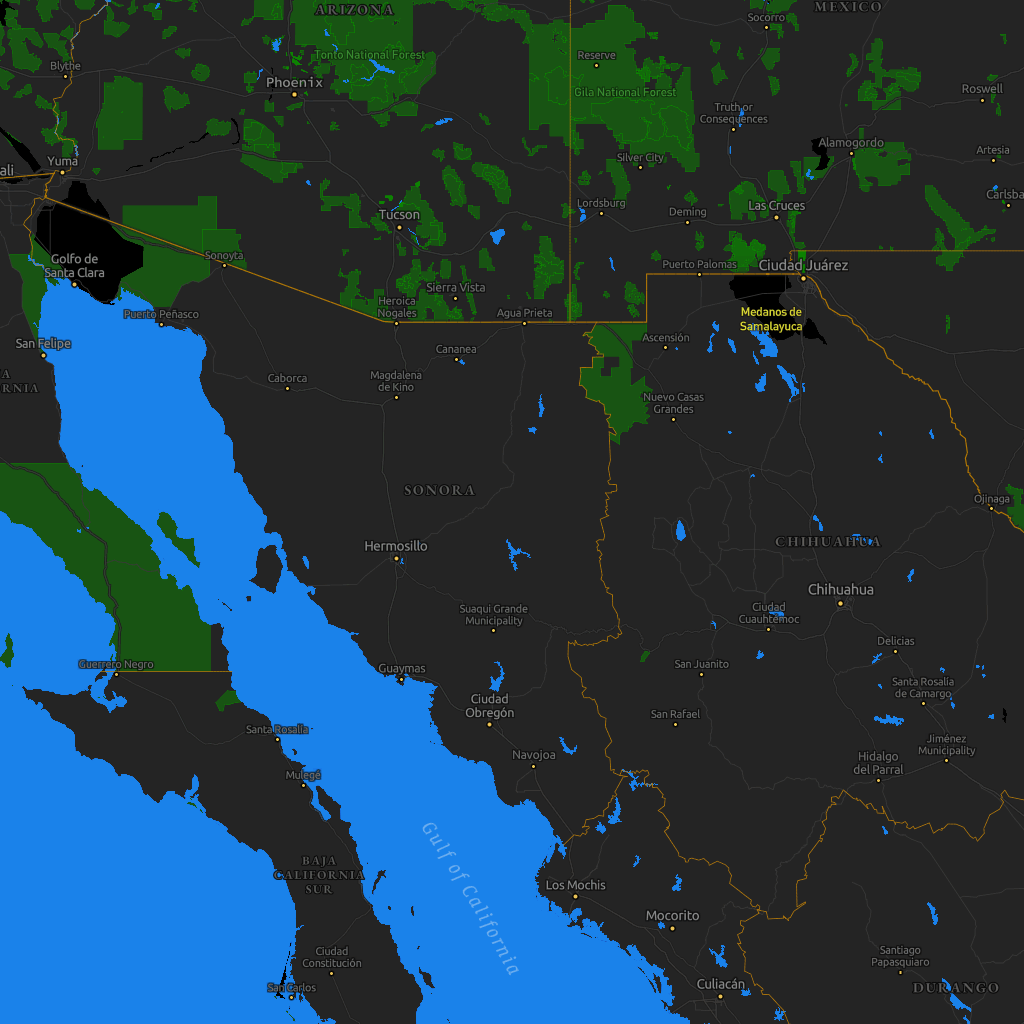 ARIZONA
MEXICO
Socorro
Tonto National Forest
Reserve
Blythe
Phoenix
Gila National Forest
Roswell
Truth or
Consequences
Alamogordo
Artesia
Silver City
Yuma
ali
Carlsba
Lordsburg
Deming
Las Cruces
Tucson
Sonoyta
Golfo de
Santa Clara
Puerto Palomas
Ciudad Juárez
Sierra Vista
Heroica
Nogales
Agua Prieta
Puerto Peñasco
Medanos de
Samalayuca
San Felipe
Ascensión
Cananea
A
RNIA
Caborca
Magdalena
de Kino
Nuevo Casas
Grandes
SONORA
Ojinaga
Hermosillo
CHIHUAHUA
Chihuahua
Suaqui Grande
Municipality
Ciudad
Cuauhtémoc
Delicias
Guerrero Negro
Guaymas
San Juanito
Santa Rosalía
de Camargo
Ciudad
Obregón
San Rafael
Santa Rosalía
Jiménez
Municipality
Navojoa
Hidalgo
del Parral
Mulegé
Gulf of California
BAJA
CALIFORNIA
SUR
Los Mochis
Mocorito
Ciudad
Constitución
Santiago
Papasquiaro
San Carlos
Culiacán
DURANGO